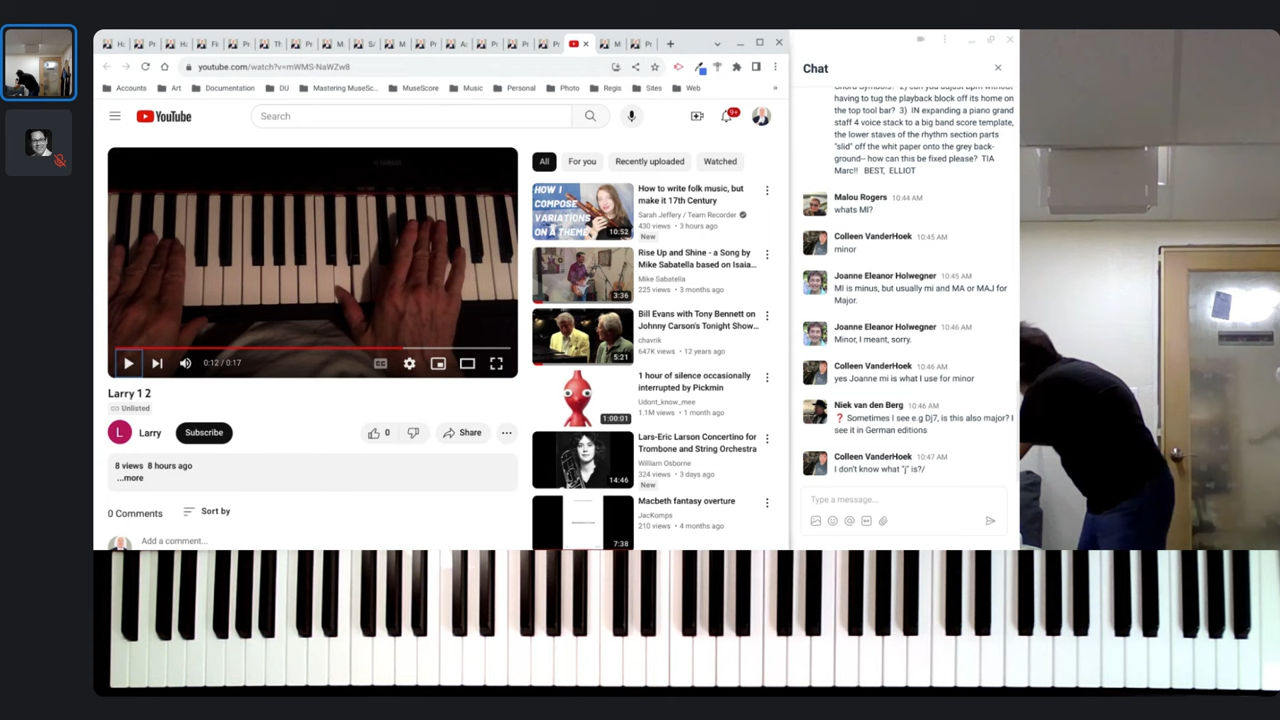 youtube.com/watch?v=mWMS-NaWZw8
Accounts Art Documentation DU Mastering MuseSc... MuseScore Music Personal Photo Regis Sites Web »
YouTube
Search
9+
YAMAHA
0:12 / 0:17
CC
Larry 1 2
Unlisted
L Larry
Subscribe
0
Share
8 views 8 hours ago
...more
0 Comments
Sort by
Add a comment...
All For you Recently uploaded Watched
HOW I
COMPOSE
VARIATIONS
ON A THEME
10:52
How to write folk music, but
make it 17th Century
Sarah Jeffery / Team Recorder
430 views • 3 hours ago
New
3:36
Rise Up and Shine - a Song by
Mike Sabatella based on Isaia...
Mike Sabatella
225 views • 3 months ago
5:21
Bill Evans with Tony Bennett on
Johnny Carson's Tonight Show...
chavrik
647K views • 12 years ago
1:00:01
1 hour of silence occasionally
interrupted by Pickmin
Udont_know_mee
1.1M views • 1 month ago
14:46
Lars-Eric Larson Concertino for
Trombone and String Orchestra
William Osborne
324 views • 3 days ago
New
7:38
Macbeth fantasy overture
JacKomps
210 views • 4 months ago
Chat
chord symbols? 2) can you adjust bpm without
having to tug the playback block off its home on
the top tool bar? 3) IN expanding a piano grand
staff 4 voice stack to a big band score template,
the lower staves of the rhythm section parts
"slid" off the whit paper onto the grey back-
ground-- how can this be fixed please? TIA
Marc!! BEST, ELLIOT
Malou Rogers 10:44 AM
whats MI?
Colleen VanderHoek 10:45 AM
minor
Joanne Eleanor Holwegner 10:45 AM
MI is minus, but usually mi and MA or MAJ for
Major.
Joanne Eleanor Holwegner 10:46 AM
Minor, I meant, sorry.
Colleen VanderHoek 10:46 AM
yes Joanne mi is what I use for minor
Niek van den Berg 10:46 AM
❓ Sometimes I see e.g Dj7, is this also major? I
see it in German editions
Colleen VanderHoek 10:47 AM
I don't know what "j" is?/
Type a message...